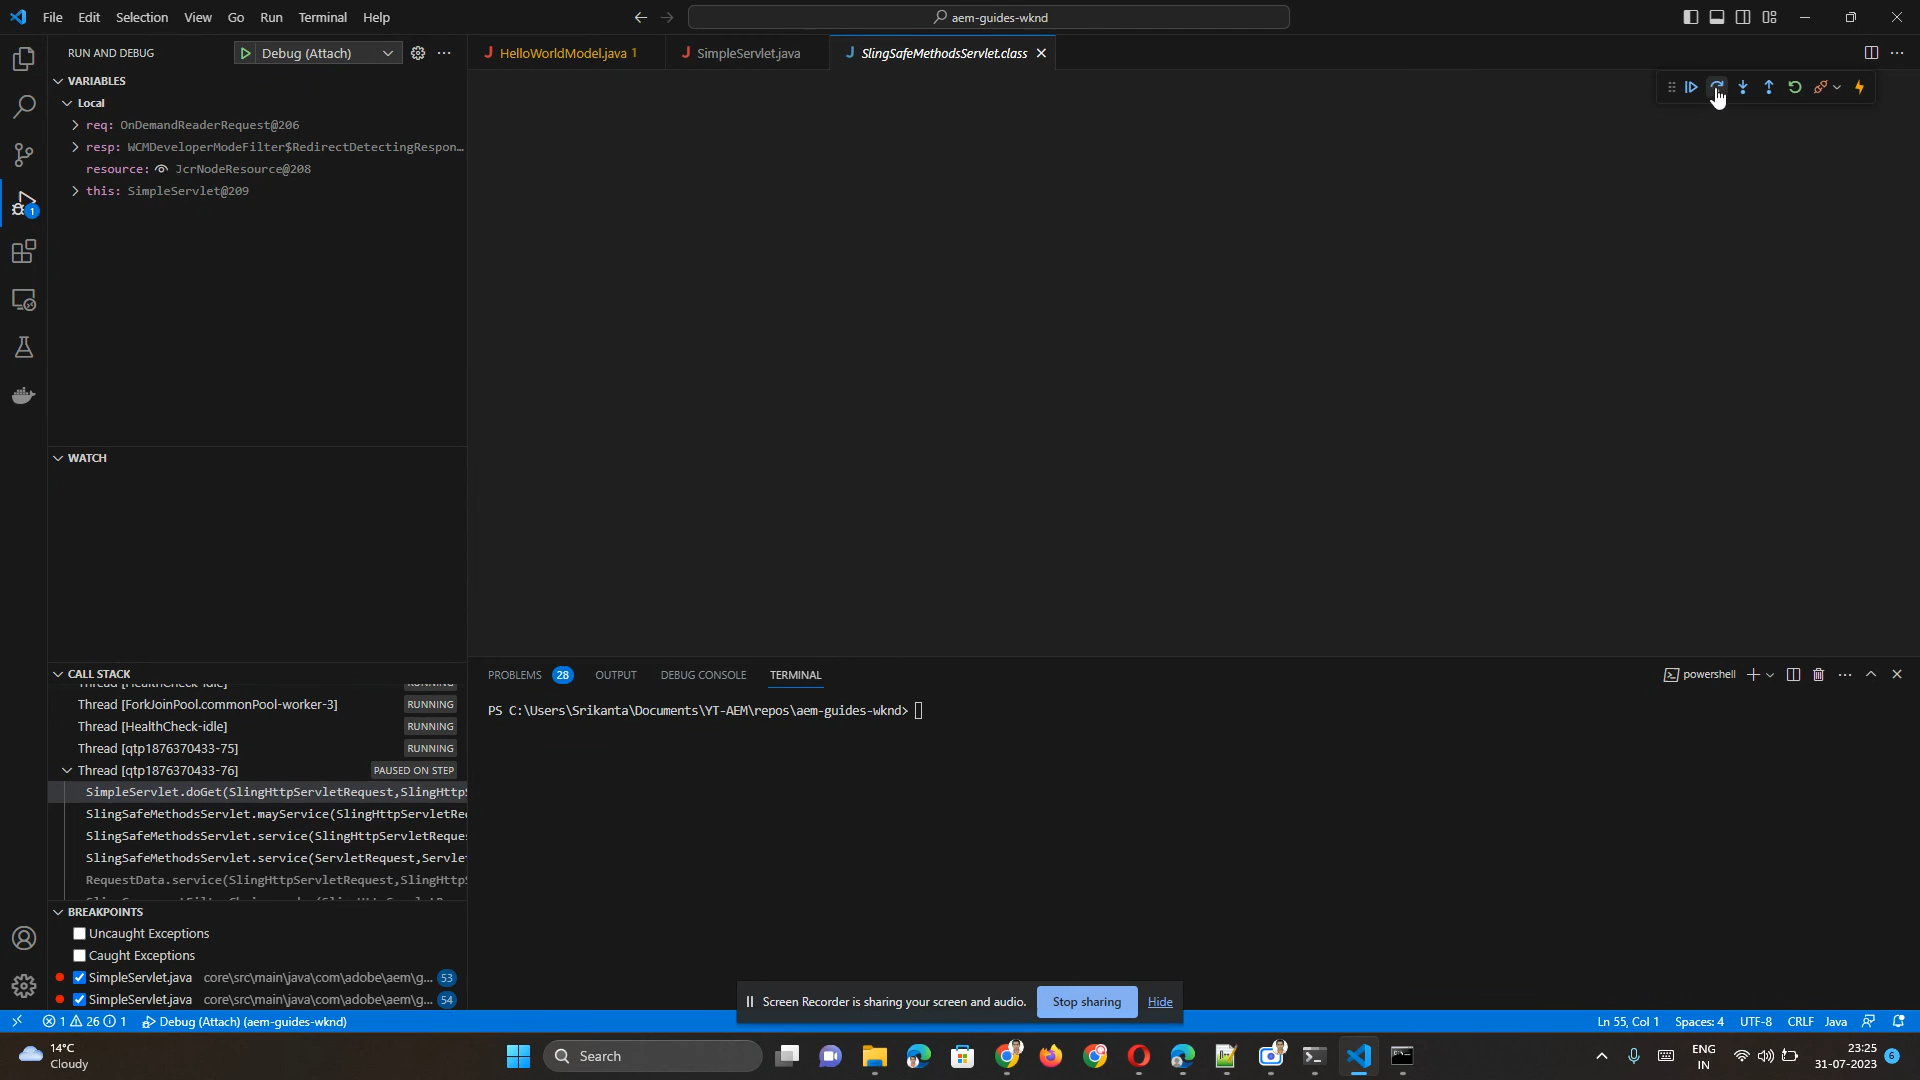 File Edit Selection View Go Run Terminal Help
aem-guides-wknd
RUN AND DEBUG
Debug (Attach)
HelloWorldModel.java 1
SimpleServlet.java
SlingSafeMethodsServlet.class
VARIABLES
Local
req: OnDemandReaderRequest@206
resp: WCMDeveloperModeFilter$RedirectDetectingRespon...
resource: JcrNodeResource@208
this: SimpleServlet@209
WATCH
CALL STACK
Thread [HealthCheck-idle] RUNNING
Thread [ForkJoinPool.commonPool-worker-3] RUNNING
Thread [HealthCheck-idle] RUNNING
Thread [qtp1876370433-75] RUNNING
Thread [qtp1876370433-76] PAUSED ON STEP
SimpleServlet.doGet(SlingHttpServletRequest,SlingHttpS
SlingSafeMethodsServlet.mayService(SlingHttpServletRe
SlingSafeMethodsServlet.service(SlingHttpServletReque
SlingSafeMethodsServlet.service(ServletRequest,Servle
RequestData.service(SlingHttpServletRequest,SlingHttpS
BREAKPOINTS
Uncaught Exceptions
Caught Exceptions
SimpleServlet.java core\src\main\java\com\adobe\aem\g... 53
SimpleServlet.java core\src\main\java\com\adobe\aem\g... 54
PROBLEMS 28 OUTPUT DEBUG CONSOLE TERMINAL
powershell
PS C:\Users\Srikanta\Documents\YT-AEM\repos\aem-guides-wknd>
Screen Recorder is sharing your screen and audio. Stop sharing Hide
1 26 1 Debug (Attach) (aem-guides-wknd)
Ln 55, Col 1 Spaces: 4 UTF-8 CRLF Java
14°C
Cloudy
Search
ENG
IN
23:25
31-07-2023
6